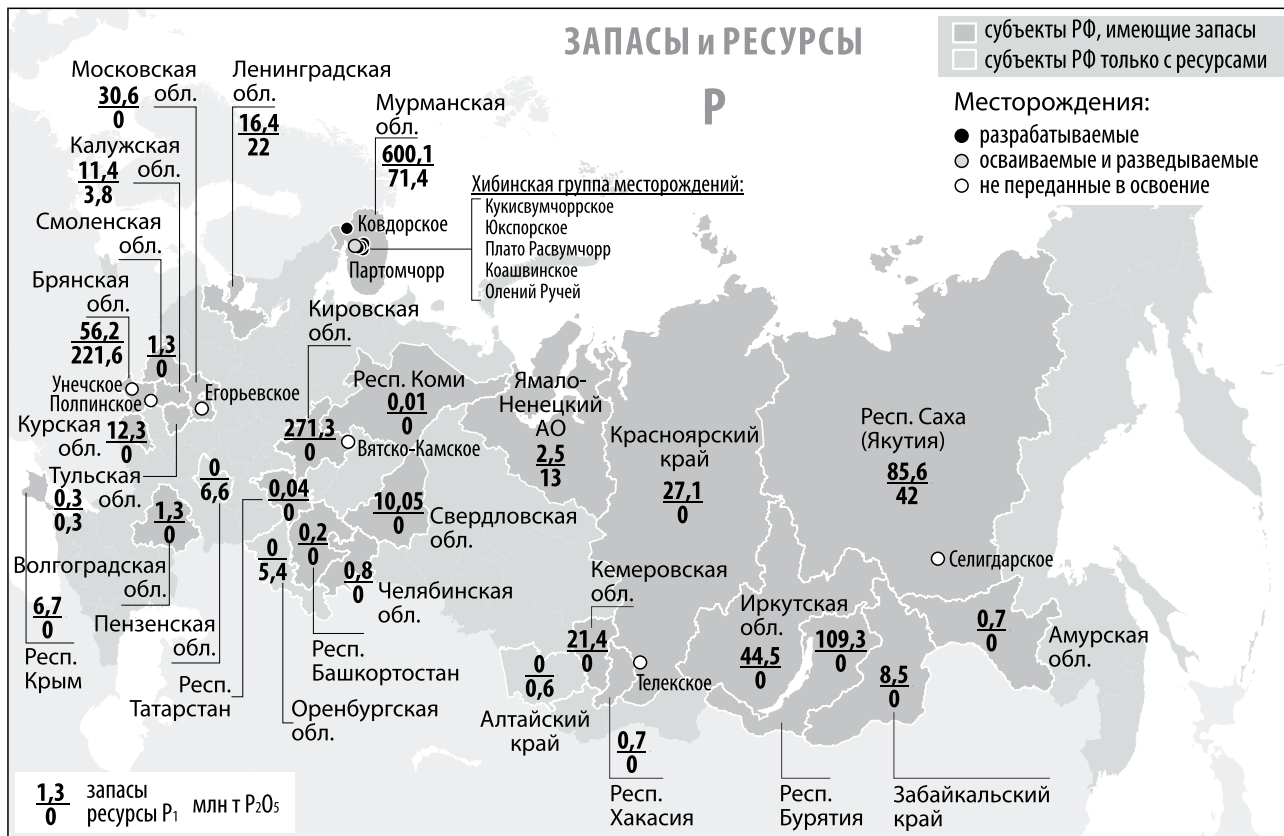 ЗАПАСЫ и РЕСУРСЫ
P
субъекты РФ, имеющие запасы
субъекты РФ только с ресурсами
Месторождения:
разрабатываемые
осваиваемые и разведываемые
не переданные в освоение
Московская
обл.
30,6
0
Ленинградская
обл.
16,4
22
Мурманская
обл.
600,1
71,4
Калужская
обл.
11,4
3,8
Хибинская группа месторождений:
Кукисвумчоррское
Юкспорское
Плато Расвумчорр
Коашвинское
Олений Ручей
Ковдорское
Партомчорр
Смоленская
обл.
1,3
0
Брянская
обл.
56,2
221,6
Унечское
Полпинское
Егорьевское
Кировская
обл.
271,3
0
Вятско-Камское
Респ. Коми
0,01
0
Ямало-
Ненецкий
АО
2,5
13
Красноярский
край
27,1
0
Респ. Саха
(Якутия)
85,6
42
Селигдарское
Курская
обл.
12,3
0
Тульская
обл.
0,3
0,3
0
6,6
0,04
0
10,05
0
Свердловская
обл.
1,3
0
0,2
0
0
5,4
0,8
0
Челябинская
обл.
Волгоградская
обл.
Пензенская
обл.
6,7
0
Респ.
Крым
Респ.
Татарстан
Респ.
Башкортостан
Оренбургская
обл.
Кемеровская
обл.
21,4
0
0
0,6
Алтайский
край
Телекское
Иркутская
обл.
44,5
0
109,3
0
8,5
0
0,7
0
Амурская
обл.
0,7
0
Респ.
Хакасия
Респ.
Бурятия
Забайкальский
край
1,3
0
запасы
ресурсы P₁
млн т P₂O₅